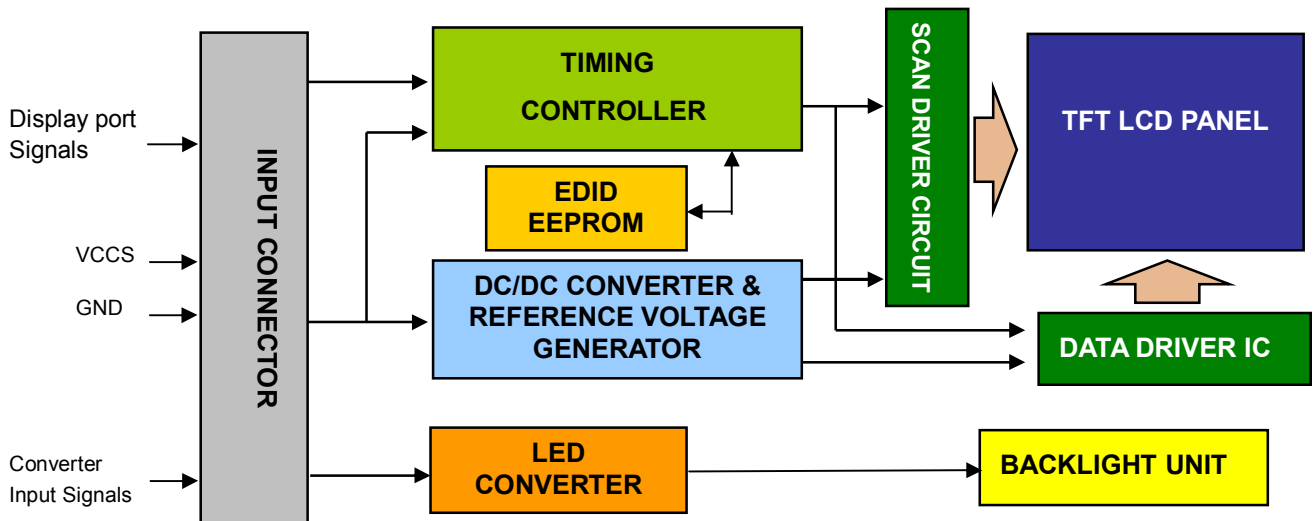 Display port
Signals
VCCS
GND
Converter
Input Signals
INPUT CONNECTOR
TIMING
CONTROLLER
EDID
EEPROM
DC/DC CONVERTER &
REFERENCE VOLTAGE
GENERATOR
LED
CONVERTER
SCAN DRIVER CIRCUIT
TFT LCD PANEL
DATA DRIVER IC
BACKLIGHT UNIT